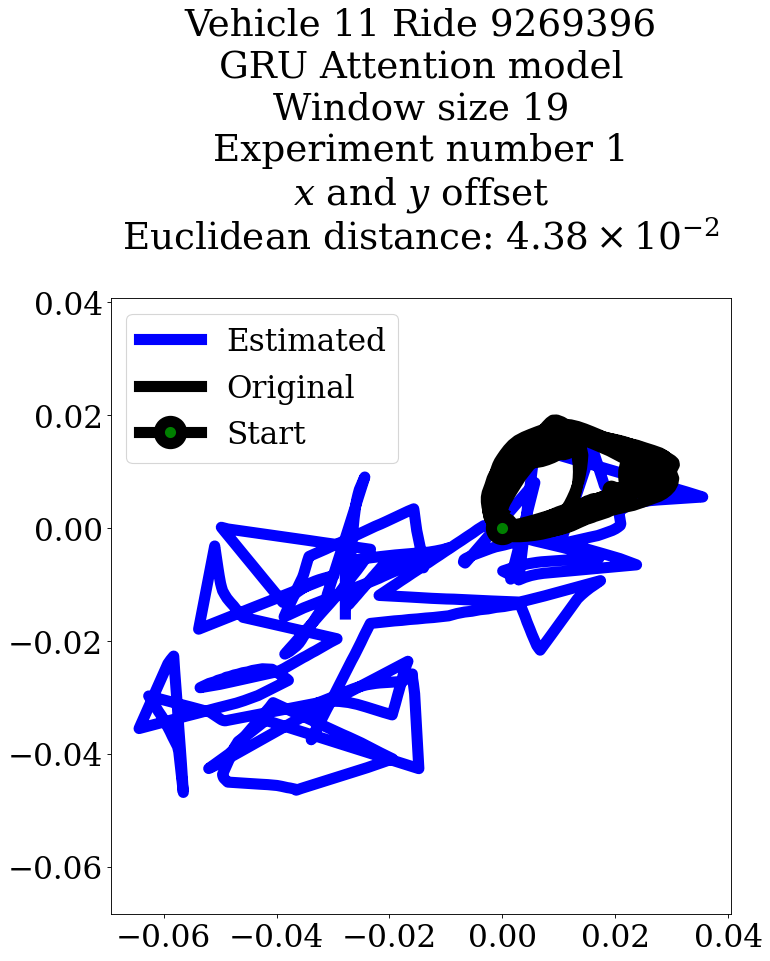 Vehicle 11 Ride 9269396
GRU Attention model
Window size 19
Experiment number 1
x and y offset
Euclidean distance: 4.38 × 10⁻²
0.04
0.02
0.00
−0.02
−0.04
−0.06
Estimated
Original
Start
−0.06 −0.04 −0.02 0.00 0.02 0.04